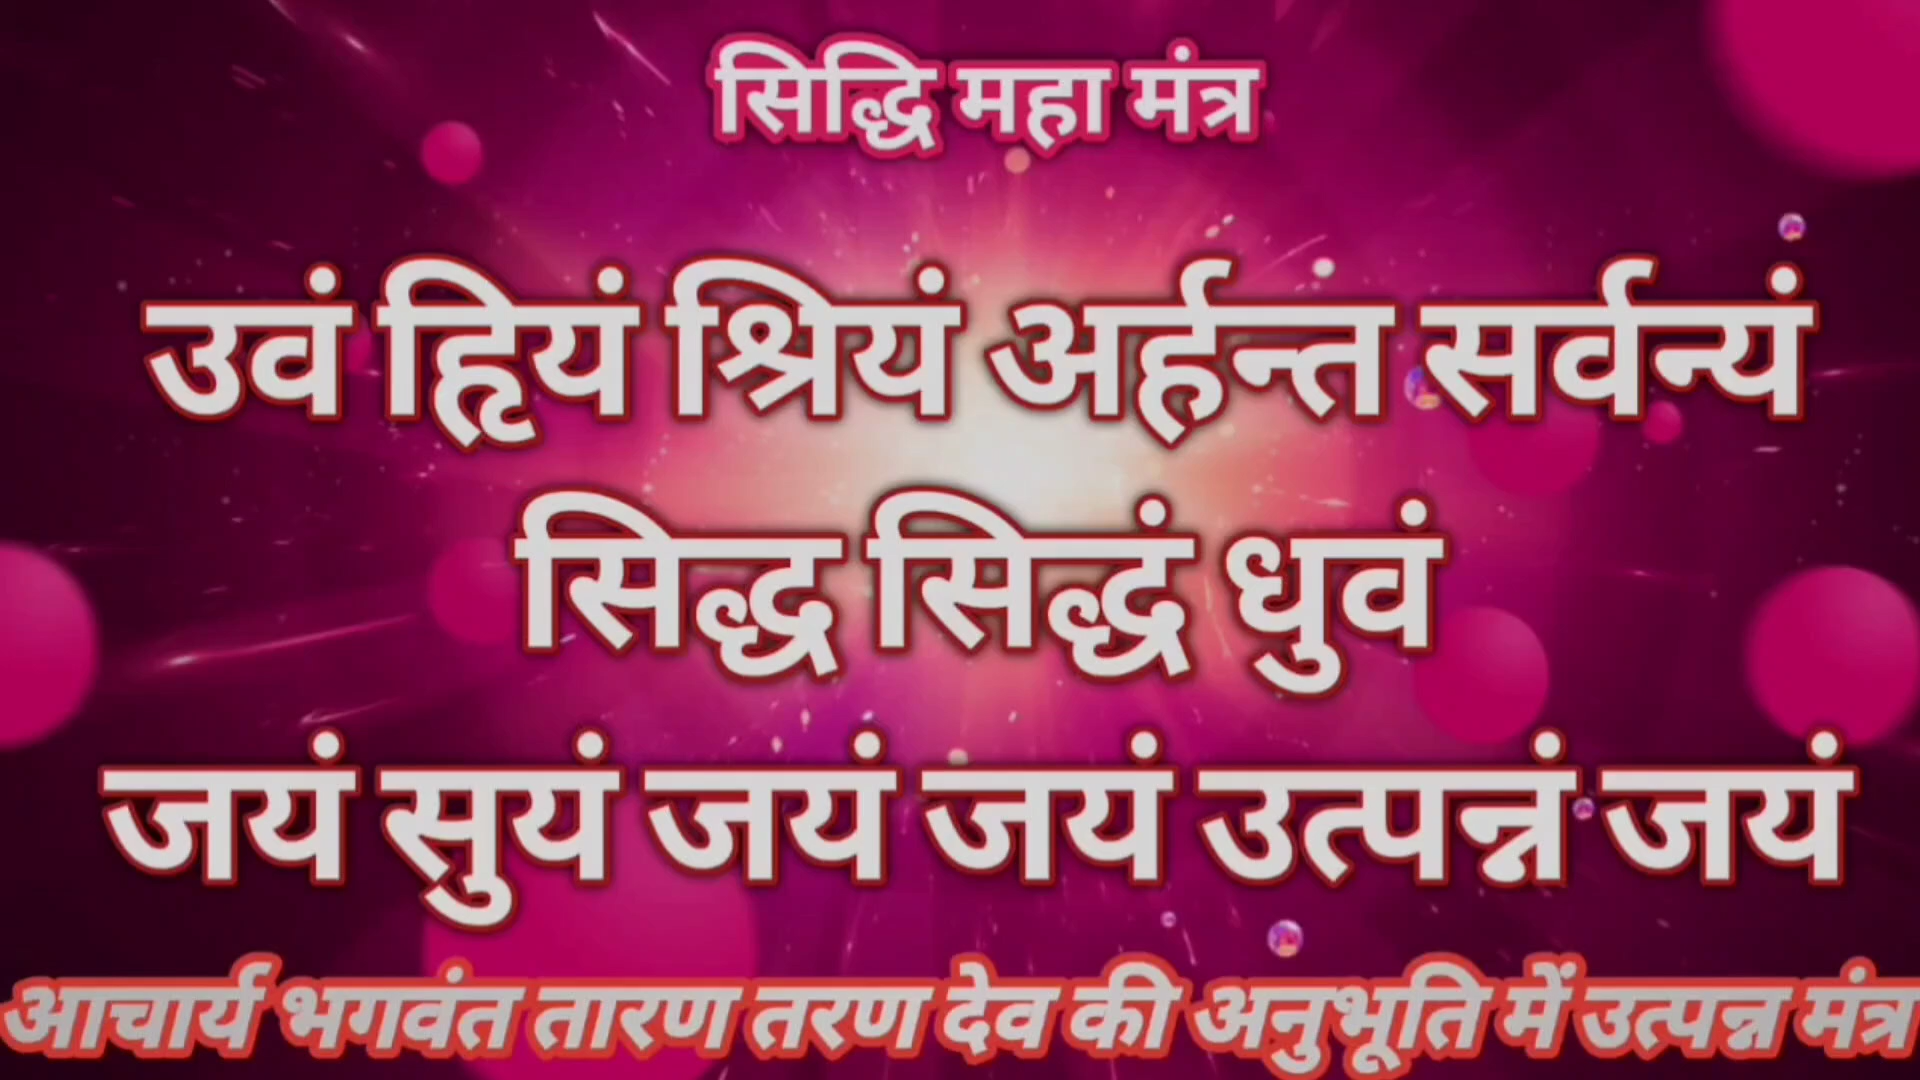 सिद्धि महा मंत्र
उवं ह्रियं श्रियं अर्हन्त सर्वन्यं
सिद्ध सिद्धं धुवं
जयं सुयं जयं जयं उत्पन्नं जयं
आचार्य भगवंत तारण तरण देव की अनुभूति में उत्पन्न मंत्र